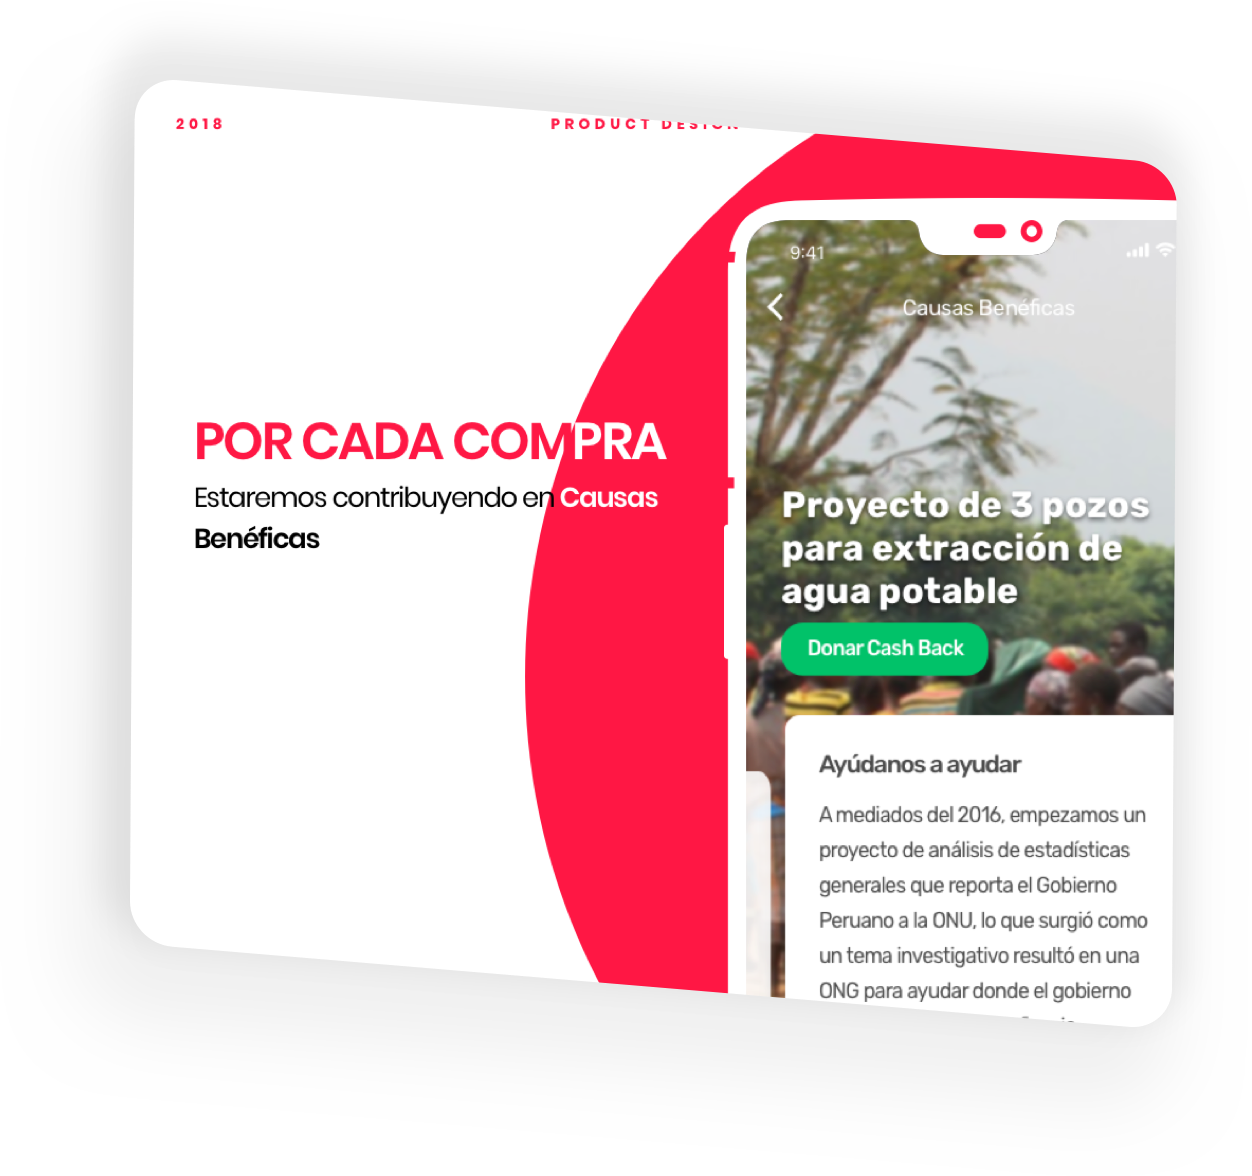 2018
PRODUCT DESIGN
9:41
Causas Benéficas
POR CADA COMPRA
Estaremos contribuyendo en Causas
Benéficas
Proyecto de 3 pozos
para extracción de
agua potable
Donar Cash Back
Ayúdanos a ayudar
A mediados del 2016, empezamos un
proyecto de análisis de estadísticas
generales que reporta el Gobierno
Peruano a la ONU, lo que surgió como
un tema investigativo resultó en una
ONG para ayudar donde el gobierno